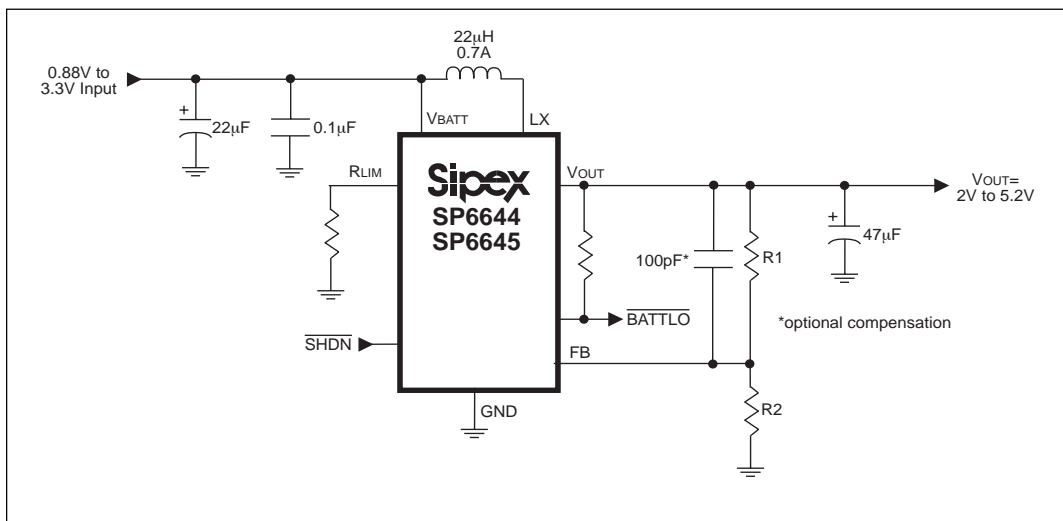 22μH
0.7A
0.88V to
3.3V Input
+
22μF
0.1μF
VBATT
LX
RLIM
Sipex
SP6644
SP6645
VOUT
VOUT=
2V to 5.2V
+
47μF
100pF*
R1
BATTLO
*optional compensation
SHDN
FB
R2
GND